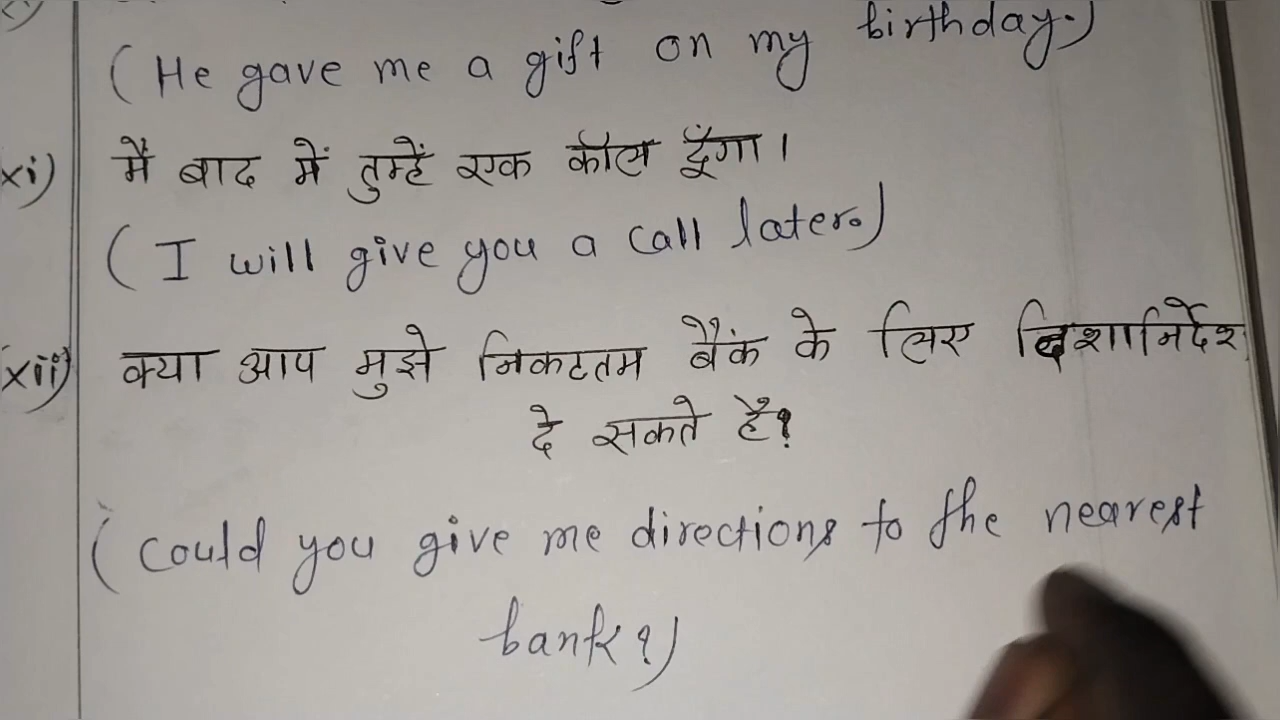 (He gave me a gift on my birthday.)
xi) मैं बाद में तुम्हें एक कॉल दूँगा।
(I will give you a call later.)
xii) क्या आप मुझे निकटतम बैंक के लिए दिशानिर्देश
दे सकते हैं?
(Could you give me directions to the nearest
bank?)